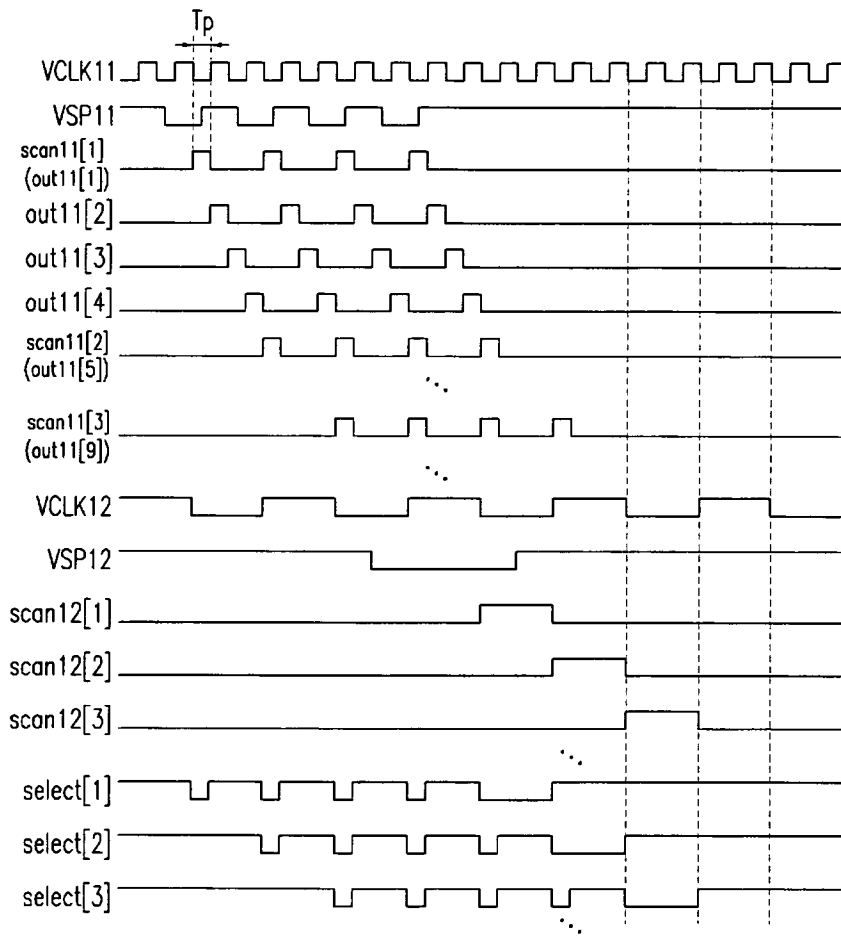 Tp
VCLK11
VSP11
scan11[1]
(out11[1])
out11[2]
out11[3]
out11[4]
scan11[2]
(out11[5])
scan11[3]
(out11[9])
VCLK12
VSP12
scan12[1]
scan12[2]
scan12[3]
select[1]
select[2]
select[3]